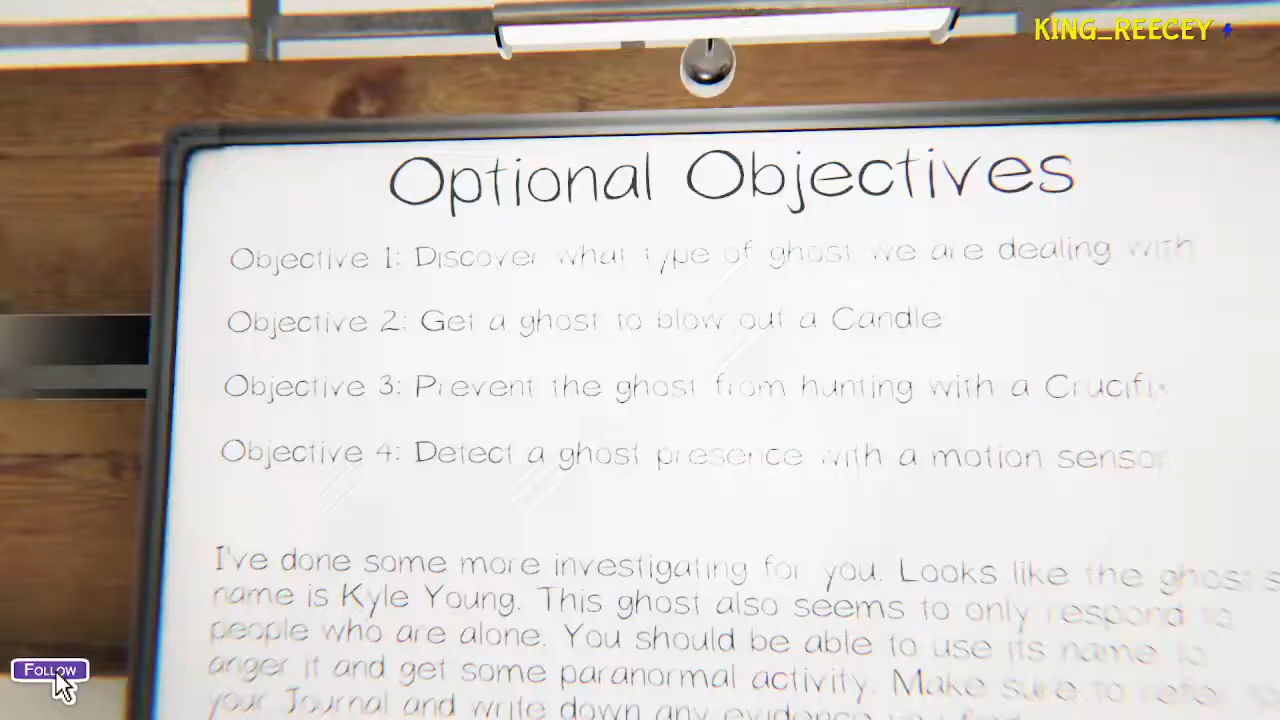 KING_REECEY
Optional Objectives
Objective 1: Discover what type of ghost we are dealing with
Objective 2: Get a ghost to blow out a Candle
Objective 3: Prevent the ghost from hunting with a Crucifix
Objective 4: Detect a ghost presence with a motion sensor
I've done some more investigating for you. Looks like the ghost's
name is Kyle Young. This ghost also seems to only respond to
people who are alone. You should be able to use its name to
anger it and get some paranormal activity. Make sure to refer to
your Journal and write down any evidence you find.
Follow